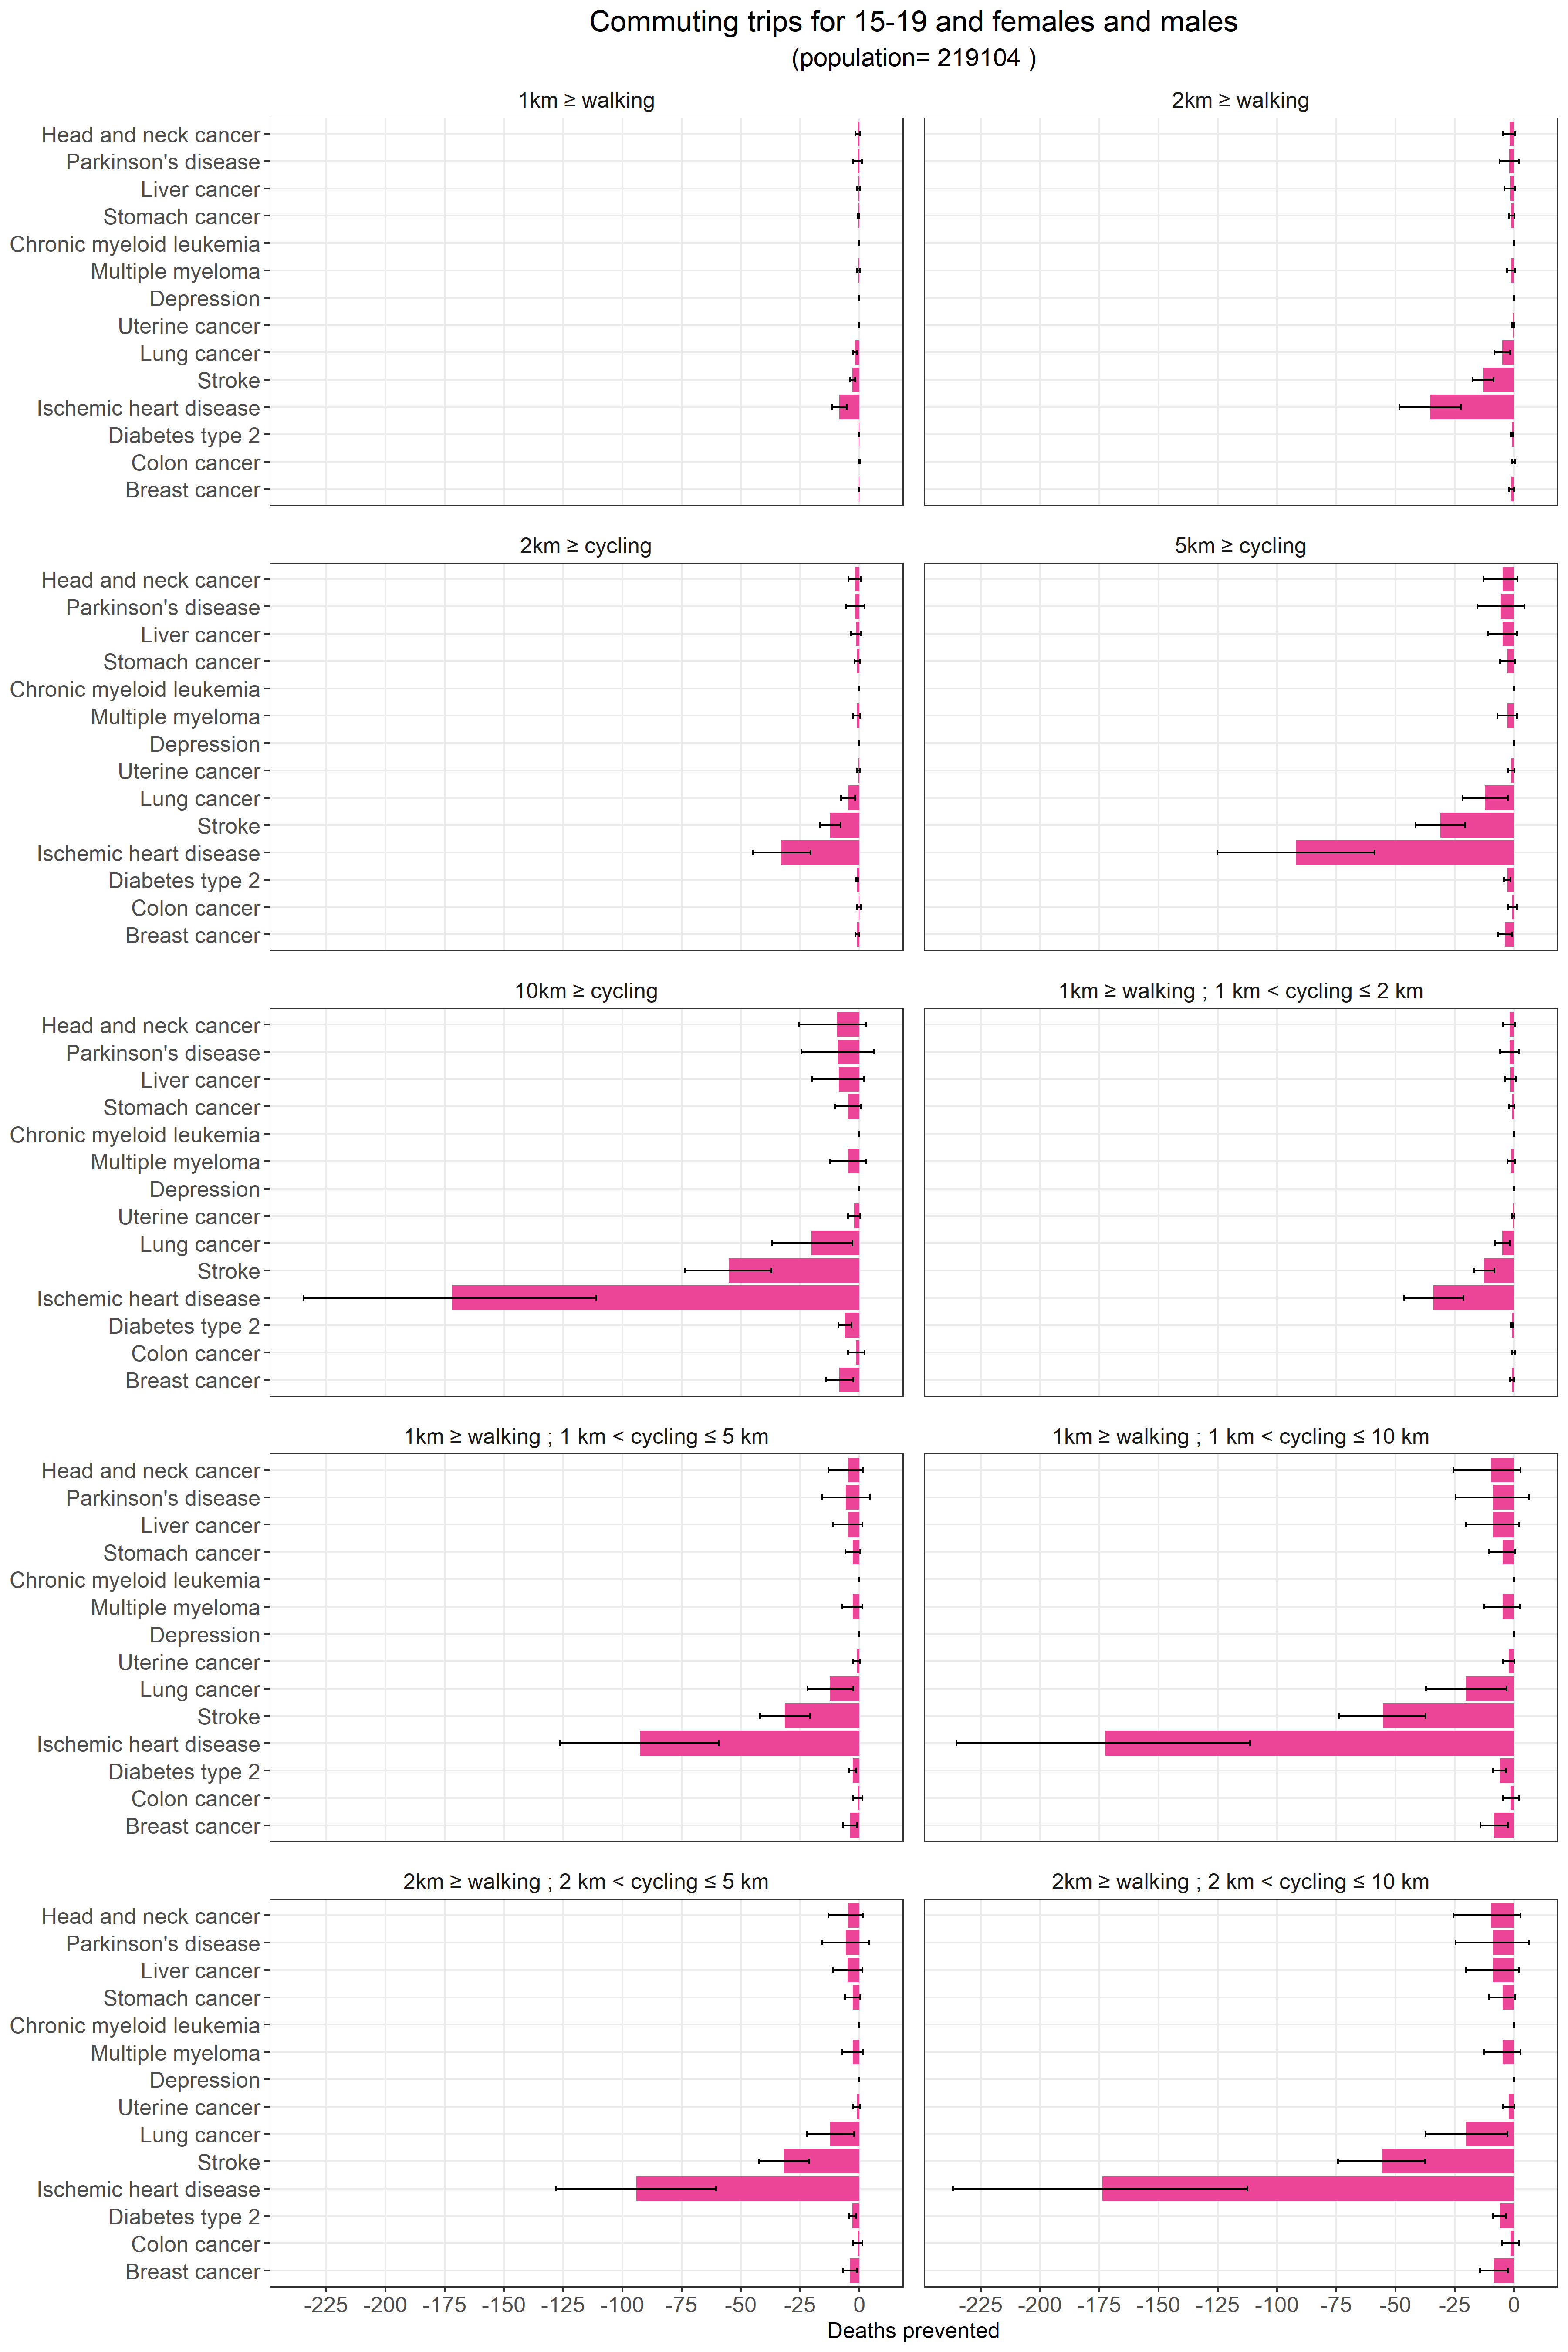 Commuting trips for 15-19 and females and males
(population= 219104 )
1km ≥ walking
2km ≥ walking
Head and neck cancer
Parkinson's disease
Liver cancer
Stomach cancer
Chronic myeloid leukemia
Multiple myeloma
Depression
Uterine cancer
Lung cancer
Stroke
Ischemic heart disease
Diabetes type 2
Colon cancer
Breast cancer
2km ≥ cycling
5km ≥ cycling
Head and neck cancer
Parkinson's disease
Liver cancer
Stomach cancer
Chronic myeloid leukemia
Multiple myeloma
Depression
Uterine cancer
Lung cancer
Stroke
Ischemic heart disease
Diabetes type 2
Colon cancer
Breast cancer
10km ≥ cycling
1km ≥ walking ; 1 km < cycling ≤ 2 km
Head and neck cancer
Parkinson's disease
Liver cancer
Stomach cancer
Chronic myeloid leukemia
Multiple myeloma
Depression
Uterine cancer
Lung cancer
Stroke
Ischemic heart disease
Diabetes type 2
Colon cancer
Breast cancer
1km ≥ walking ; 1 km < cycling ≤ 5 km
1km ≥ walking ; 1 km < cycling ≤ 10 km
Head and neck cancer
Parkinson's disease
Liver cancer
Stomach cancer
Chronic myeloid leukemia
Multiple myeloma
Depression
Uterine cancer
Lung cancer
Stroke
Ischemic heart disease
Diabetes type 2
Colon cancer
Breast cancer
2km ≥ walking ; 2 km < cycling ≤ 5 km
2km ≥ walking ; 2 km < cycling ≤ 10 km
Head and neck cancer
Parkinson's disease
Liver cancer
Stomach cancer
Chronic myeloid leukemia
Multiple myeloma
Depression
Uterine cancer
Lung cancer
Stroke
Ischemic heart disease
Diabetes type 2
Colon cancer
Breast cancer
-225 -200 -175 -150 -125 -100 -75 -50 -25 0
-225 -200 -175 -150 -125 -100 -75 -50 -25 0
Deaths prevented